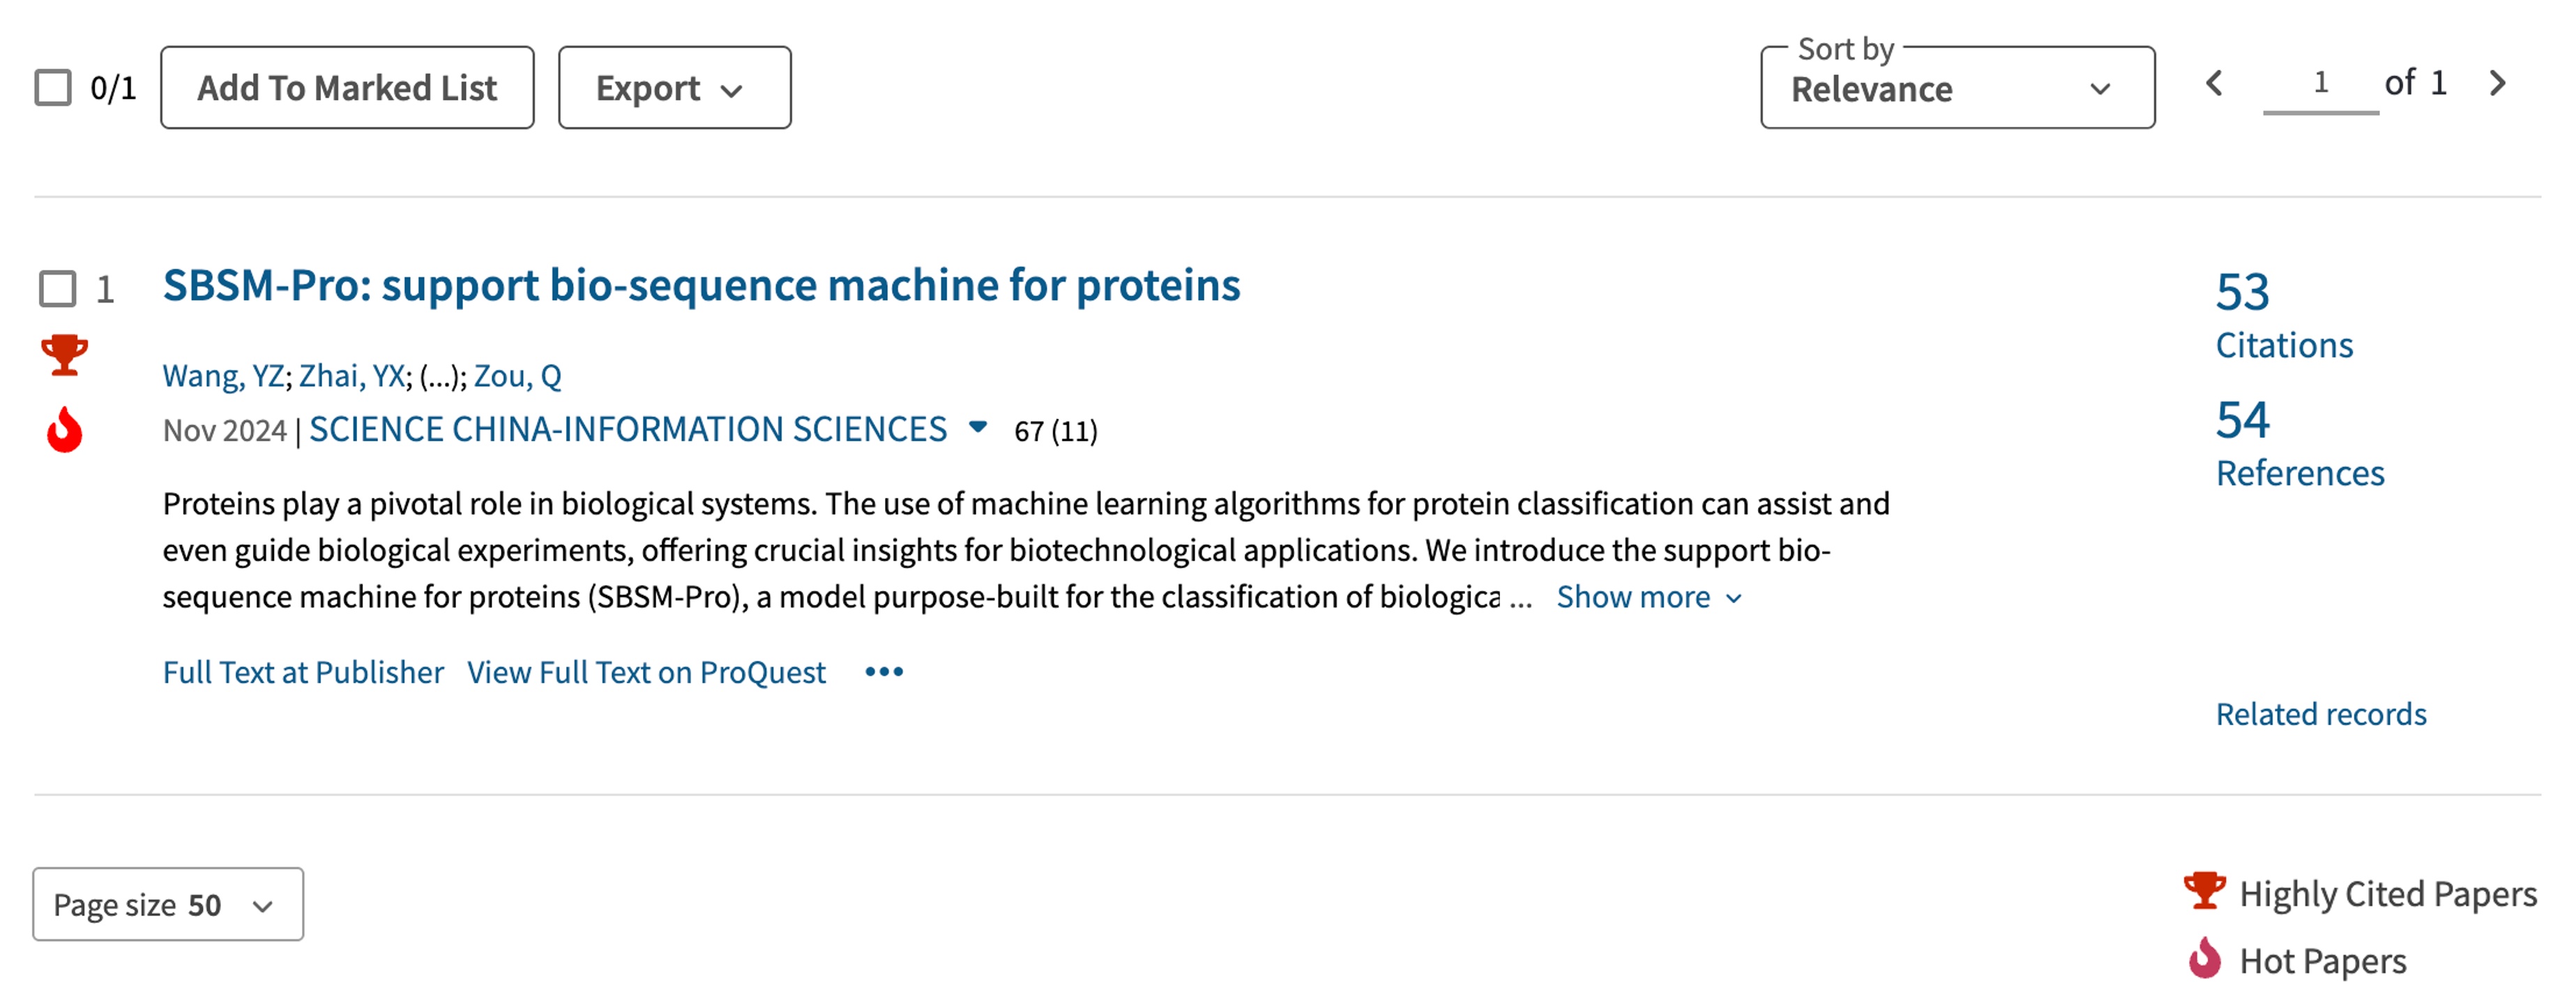 0/1 Add To Marked List Export Sort by Relevance 1 of 1
1 SBSM-Pro: support bio-sequence machine for proteins
Wang, YZ; Zhai, YX; (...); Zou, Q
Nov 2024 | SCIENCE CHINA-INFORMATION SCIENCES 67 (11)
Proteins play a pivotal role in biological systems. The use of machine learning algorithms for protein classification can assist and
even guide biological experiments, offering crucial insights for biotechnological applications. We introduce the support bio-
sequence machine for proteins (SBSM-Pro), a model purpose-built for the classification of biologica ... Show more
Full Text at Publisher View Full Text on ProQuest •••
53
Citations
54
References
Related records
Page size 50
Highly Cited Papers
Hot Papers